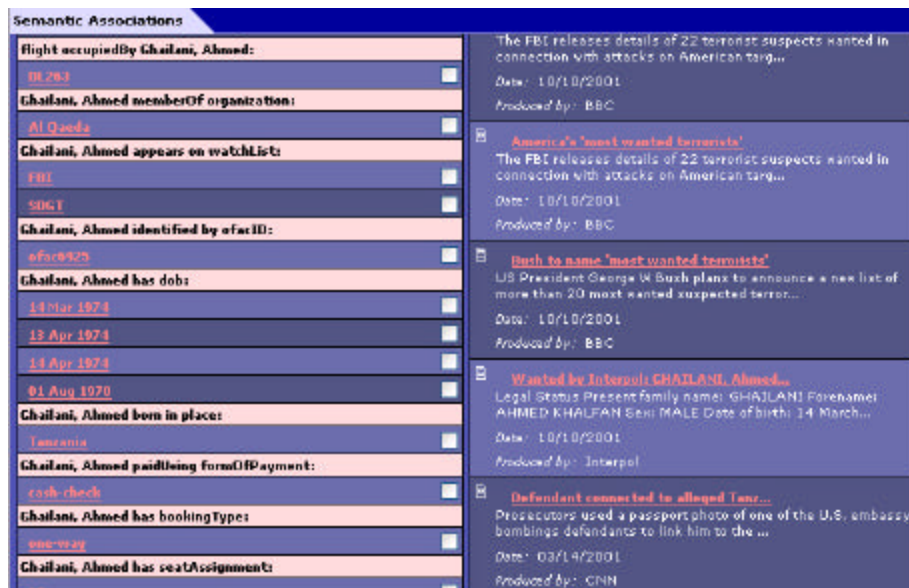 Semantic Associations
flight occupiedBy Ghailani, Ahmed:
DL263
Ghailani, Ahmed memberOf organization:
Al Qaeda
Ghailani, Ahmed appears on watchList:
FBI
SDGT
Ghailani, Ahmed identified by ofacID:
ofac6925
Ghailani, Ahmed has dob:
14 Mar 1974
13 Apr 1974
14 Apr 1974
01 Aug 1970
Ghailani, Ahmed born in place:
Tanzania
Ghailani, Ahmed paidUsing formOfPayment:
cash-check
Ghailani, Ahmed has bookingType:
one-way
Ghailani, Ahmed has seatAssignment:
The FBI releases details of 22 terrorist suspects wanted in
connection with attacks on American targ...
Date: 10/10/2001
Produced by: BBC
America's 'most wanted terrorists'
The FBI releases details of 22 terrorist suspects wanted in
connection with attacks on American targ...
Date: 10/10/2001
Produced by: BBC
Bush to name 'most wanted terrorists'
US President George W Bush plans to announce a new list of
more than 20 most wanted suspected terror...
Date: 10/10/2001
Produced by: BBC
Wanted by Interpol: GHAILANI, Ahmed...
Legal Status Present family name: GHAILANI Forename:
AHMED KHALFAN Sex: MALE Date of birth: 14 March...
Date: 10/10/2001
Produced by: Interpol
Defendant connected to alleged Tanz...
Prosecutors used a passport photo of one of the U.S. embassy
bombings defendants to link him to the ...
Date: 03/14/2001
Produced by: CNN